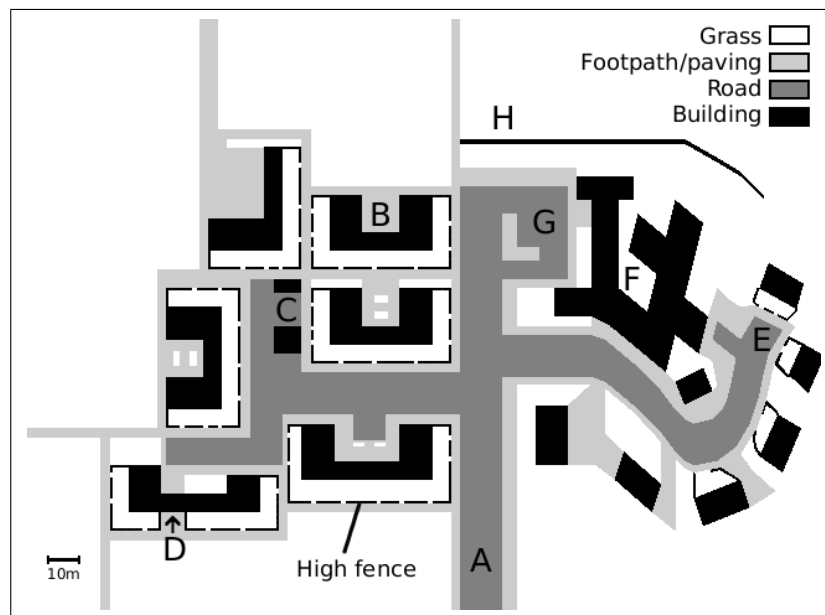 Grass
Footpath/paving
Road
Building
H
B
G
F
C
E
D
A
High fence
10m